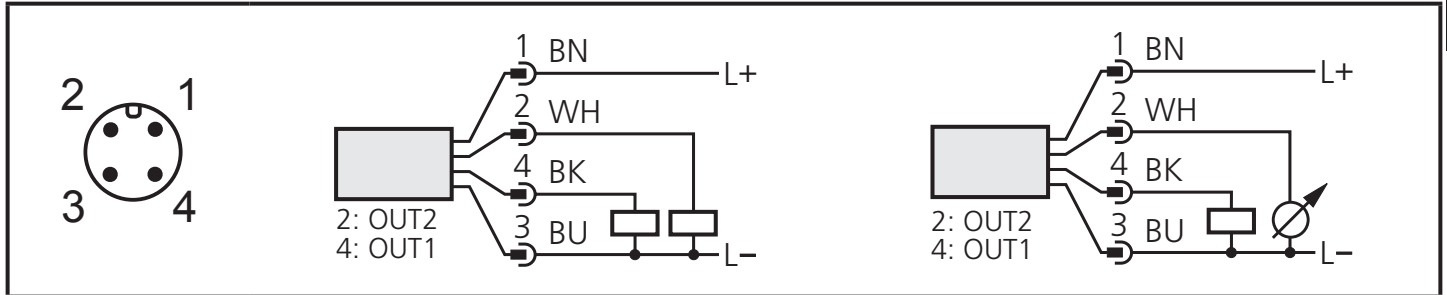 2 1
3 4
1 BN
L+
2 WH
4 BK
3 BU
L–
2: OUT2
4: OUT1
1 BN
L+
2 WH
4 BK
3 BU
L–
2: OUT2
4: OUT1